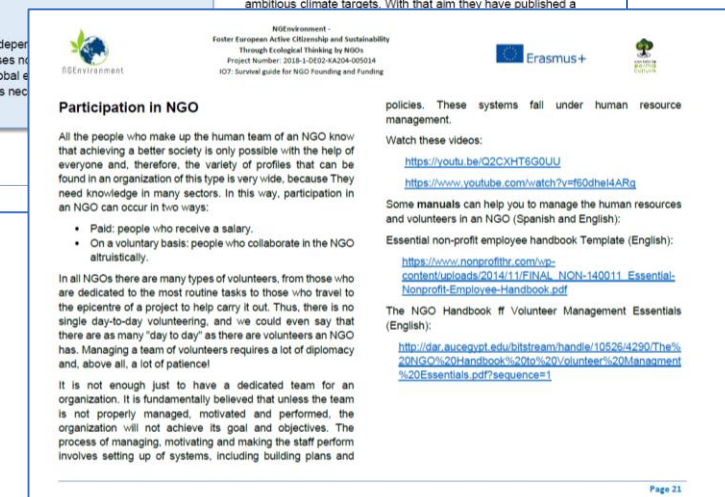 ambitious climate targets. With that aim they have published a
NGEnvironment
NGEnvironment -
Foster European Active Citizenship and Sustainability
Through Ecological Thinking by NGOs
Project Number: 2018-1-DE02-KA204-005014
IO7: Survival guide for NGO Founding and Funding
Erasmus+
Participation in NGO
All the people who make up the human team of an NGO know
that achieving a better society is only possible with the help of
everyone and, therefore, the variety of profiles that can be
found in an organization of this type is very wide, because They
need knowledge in many sectors. In this way, participation in
an NGO can occur in two ways:
• Paid: people who receive a salary.
• On a voluntary basis: people who collaborate in the NGO
altruistically.
In all NGOs there are many types of volunteers, from those who
are dedicated to the most routine tasks to those who travel to
the epicentre of a project to help carry it out. Thus, there is no
single day-to-day volunteering, and we could even say that
there are as many "day to day" as there are volunteers an NGO
has. Managing a team of volunteers requires a lot of diplomacy
and, above all, a lot of patience!
It is not enough just to have a dedicated team for an
organization. It is fundamentally believed that unless the team
is not properly managed, motivated and performed, the
organization will not achieve its goal and objectives. The
process of managing, motivating and making the staff perform
involves setting up of systems, including building plans and
policies. These systems fall under human resource
management.
Watch these videos:
https://youtu.be/Q2CXHT6G0UU
https://www.youtube.com/watch?v=f60dhel4ARg
Some manuals can help you to manage the human resources
and volunteers in an NGO (Spanish and English):
Essential non-profit employee handbook Template (English):
https://www.nonprofithr.com/wp-
content/uploads/2014/11/FINAL_NON-140011_Essential-
Nonprofit-Employee-Handbook.pdf
The NGO Handbook ff Volunteer Management Essentials
(English):
http://dar.aucegypt.edu/bitstream/handle/10526/4290/The%
20NGO%20Handbook%20to%20Volunteer%20Managment
%20Essentials.pdf?sequence=1
Page 21